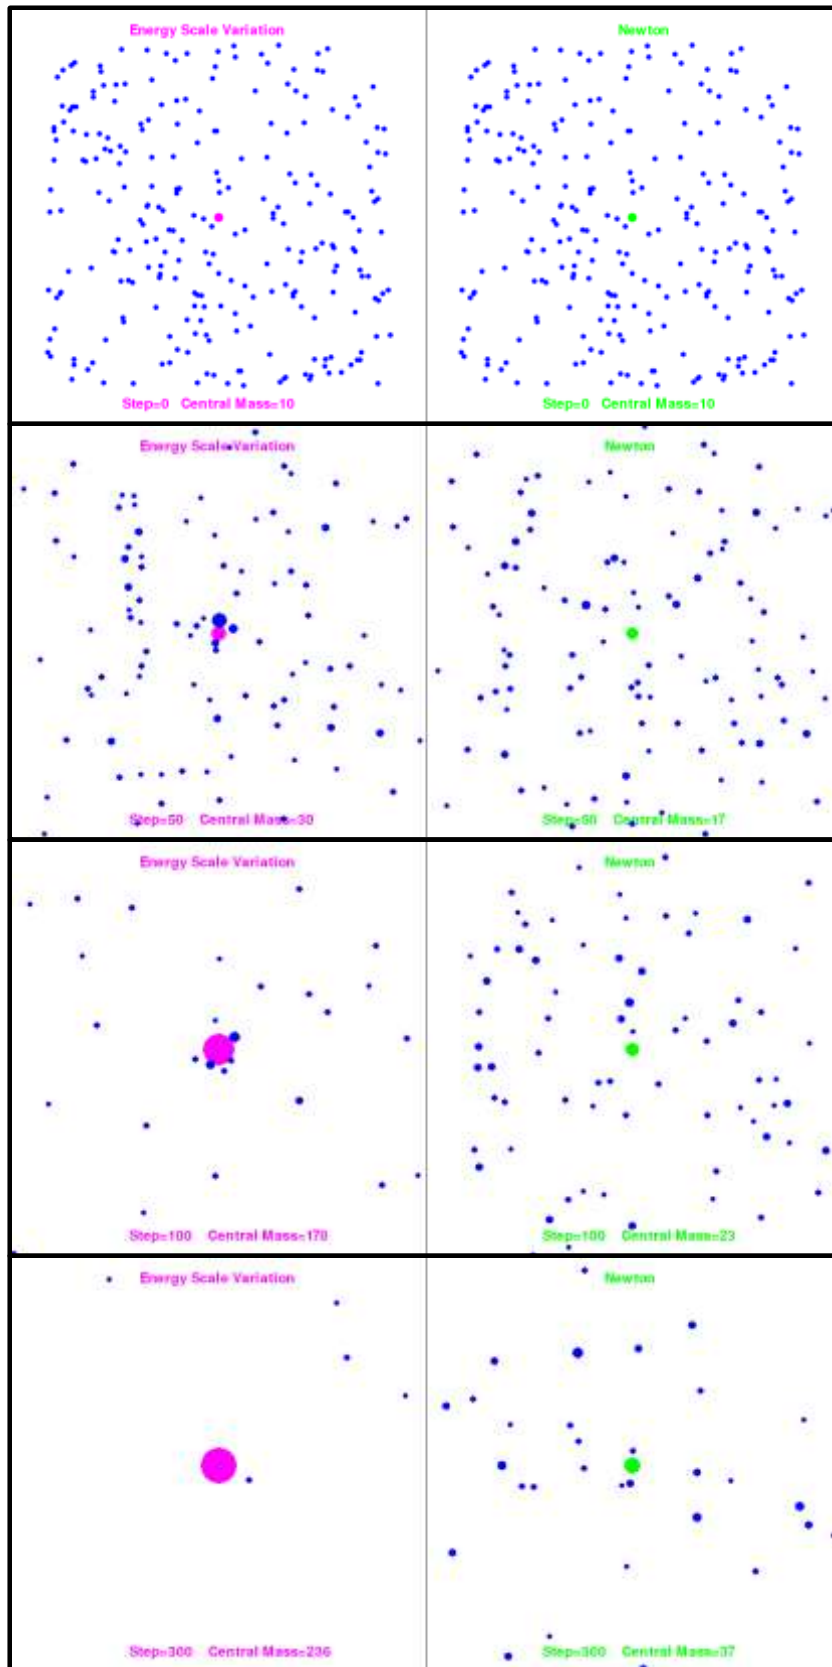 Energy Scale Variation
Newton
Step=0 Central Mass=10
Step=0 Central Mass=10
Energy Scale Variation
Newton
Step=50 Central Mass=30
Step=50 Central Mass=17
Energy Scale Variation
Newton
Step=100 Central Mass=170
Step=100 Central Mass=23
Energy Scale Variation
Newton
Step=300 Central Mass=236
Step=300 Central Mass=37